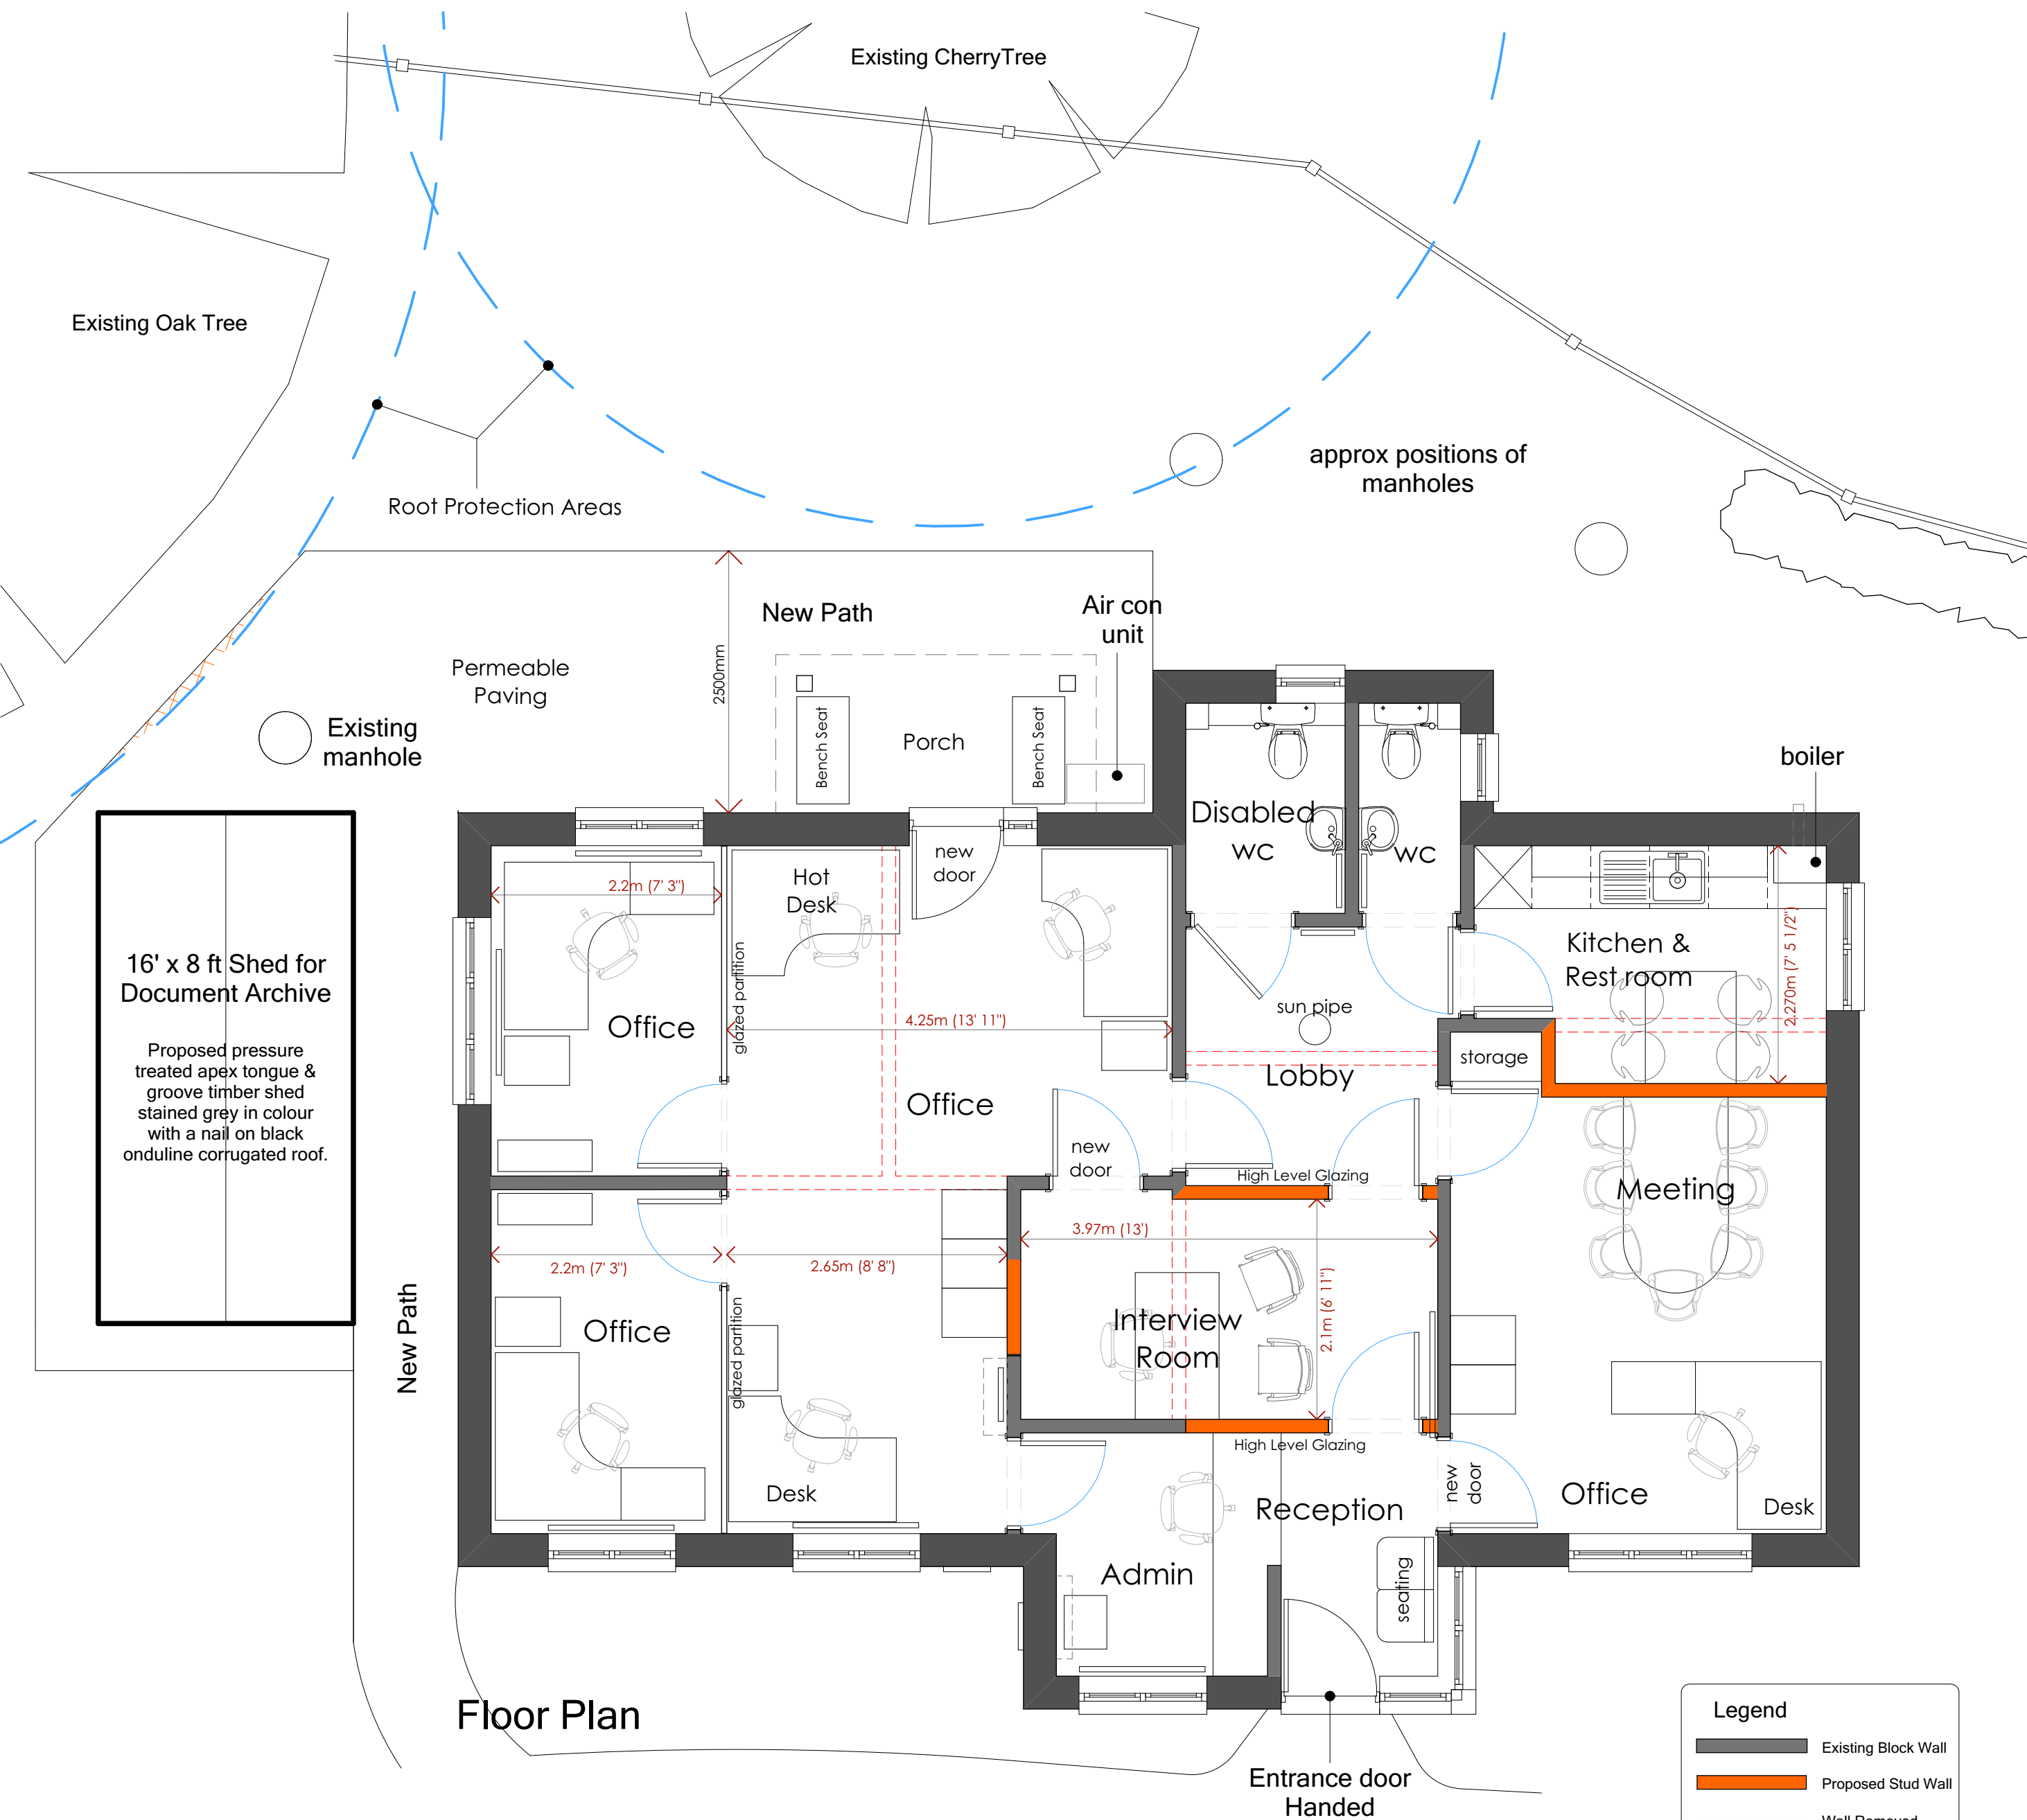 Existing CherryTree
Existing Oak Tree
approx positions of
manholes
Root Protection Areas
New Path
Air con
unit
Permeable
Paving
2500mm
Bench Seat
Porch
Bench Seat
Existing
manhole
boiler
Disabled
wc
wc
new
door
Hot
Desk
2.2m (7' 3")
glazed partition
Kitchen &
Rest room
2.270m (7' 5 1/2")
16' x 8 ft Shed for
Document Archive
Proposed pressure
treated apex tongue &
groove timber shed
stained grey in colour
with a nail on black
onduline corrugated roof.
Office
4.25m (13' 11")
sun pipe
storage
Lobby
Office
new
door
High Level Glazing
Meeting
3.97m (13')
2.2m (7' 3")
2.65m (8' 8")
2.1m (6' 11")
New Path
Office
glazed partition
Interview
Room
High Level Glazing
Desk
Reception
new
door
Office
Desk
Admin
seating
Floor Plan
Legend
Existing Block Wall
Proposed Stud Wall
Wall Removed
Entrance door
Handed